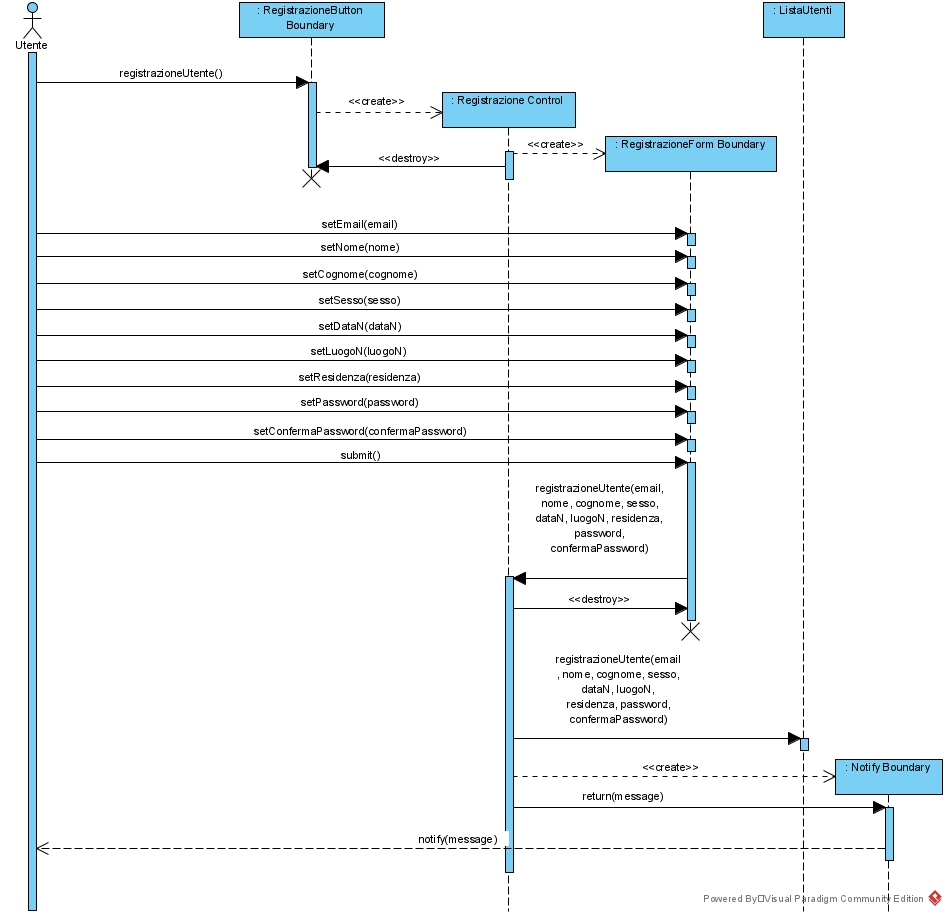 : RegistrazioneButton
Boundary
: ListaUtenti
Utente
registrazioneUtente()
<<create>>
: Registrazione Control
<<create>>
: RegistrazioneForm Boundary
<<destroy>>
setEmail(email)
setNome(nome)
setCognome(cognome)
setSesso(sesso)
setDataN(dataN)
setLuogoN(luogoN)
setResidenza(residenza)
setPassword(password)
setConfermaPassword(confermaPassword)
submit()
registrazioneUtente(email,
nome, cognome, sesso,
dataN, luogoN, residenza,
password,
confermaPassword)
<<destroy>>
registrazioneUtente(email
, nome, cognome, sesso,
dataN, luogoN,
residenza, password,
confermaPassword)
<<create>>
: Notify Boundary
return(message)
notify(message)
Powered By Visual Paradigm Community Edition